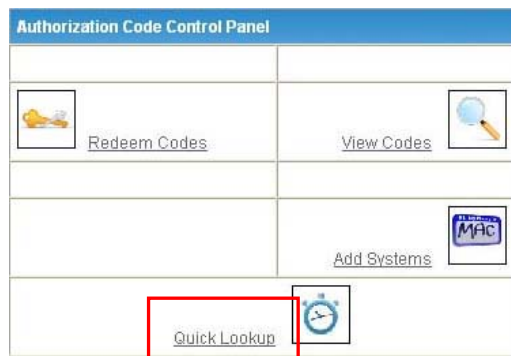 Authorization Code Control Panel
Redeem Codes
View Codes
MAC
Add Systems
Quick Lookup